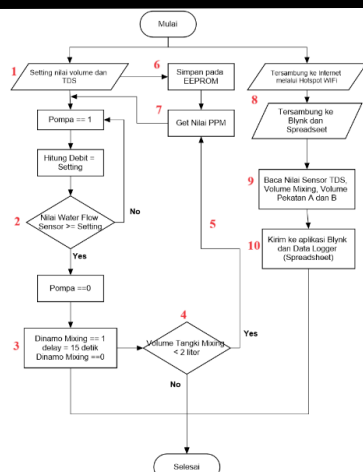 Mulai
1
Setting nilai volume dan
TDS
6
Simpan pada
EEPROM
Tersambung ke Internet
melalui Hotspot WIFI
7
8
Pompa == 1
Get Nilai PPM
Tersambung ke
Blynk dan
Spreadseet
Hitung Debit =
Setting
9
Baca Nilai Sensor TDS,
Volume Mixing, Volume
Pekatan A dan B
2
Nilai Water Flow
Sensor >= Setting
No
5
Yes
10
Kirim ke aplikasi Blynk
dan Data Logger
(Spreadsheet)
Pompa ==0
4
3
Dinamo Mixing == 1
delay = 15 detik
Dinamo Mixing ==0
Volume Tangki Mixing
< 2 liter
Yes
No
Selesai